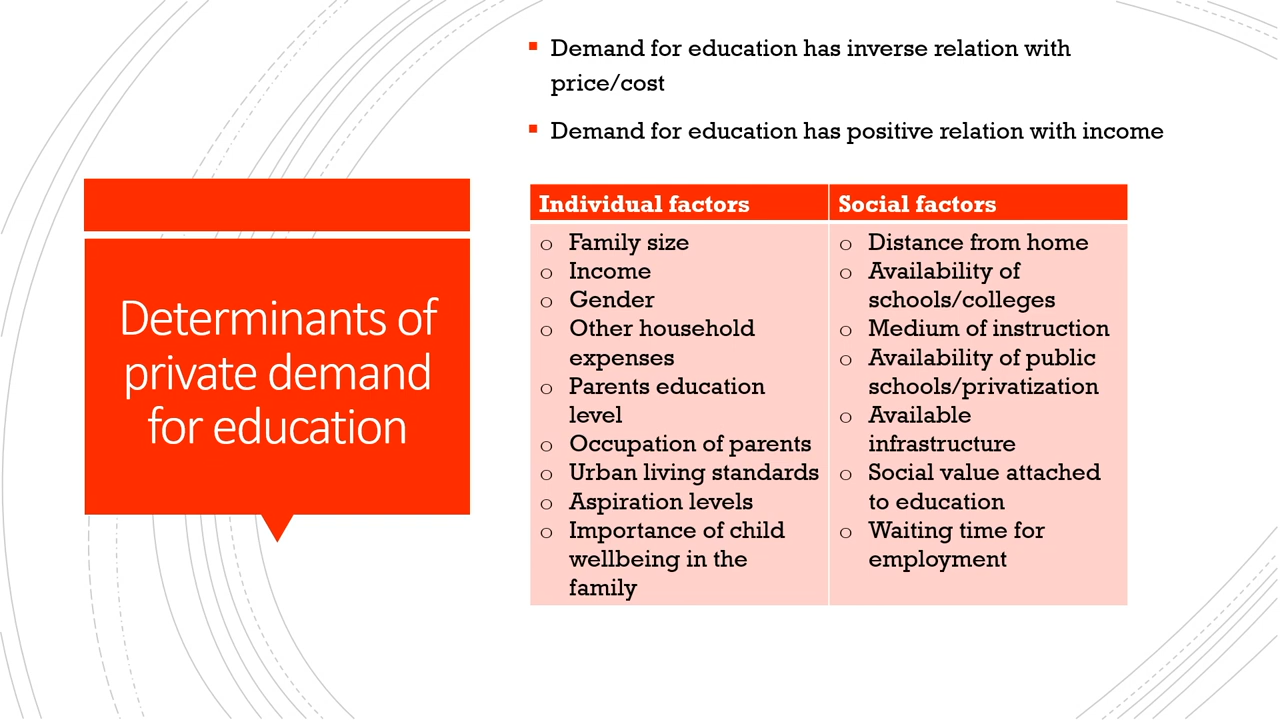 Determinants of
private demand
for education
▪ Demand for education has inverse relation with
price/cost
▪ Demand for education has positive relation with income
Individual factors
o Family size
o Income
o Gender
o Other household
expenses
o Parents education
level
o Occupation of parents
o Urban living standards
o Aspiration levels
o Importance of child
wellbeing in the
family
Social factors
o Distance from home
o Availability of
schools/colleges
o Medium of instruction
o Availability of public
schools/privatization
o Available
infrastructure
o Social value attached
to education
o Waiting time for
employment